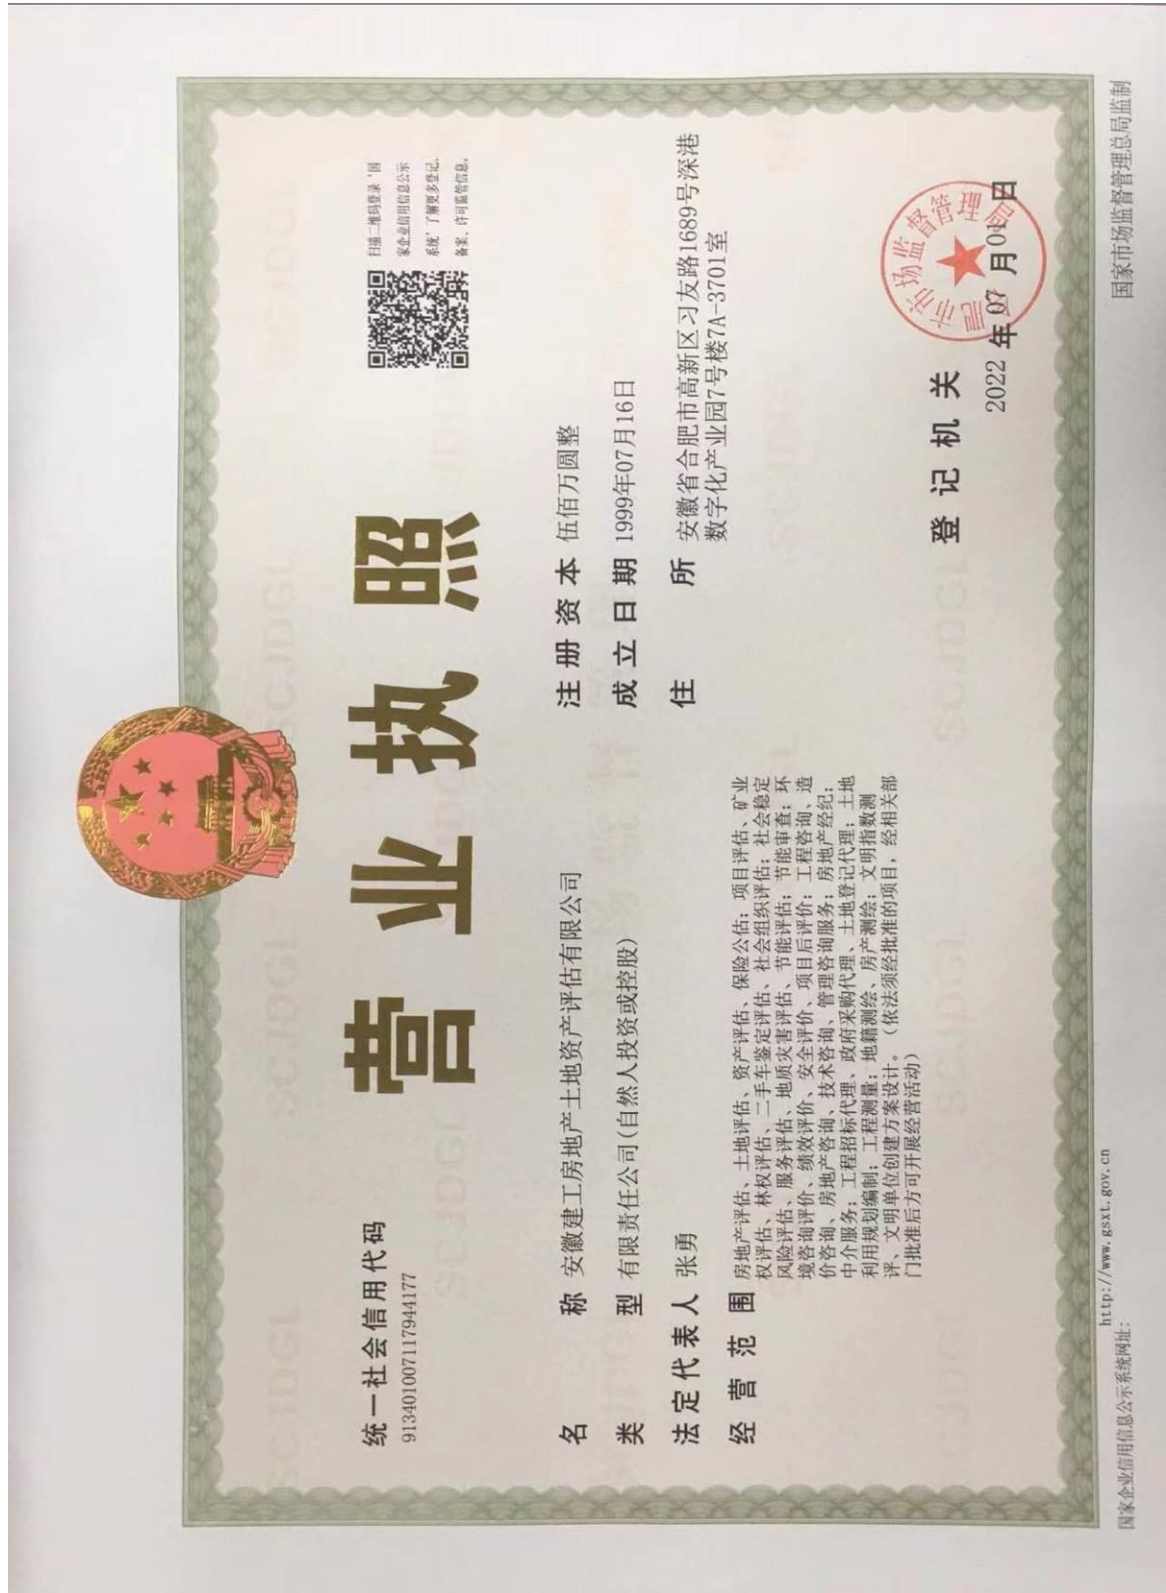 营业执照
统一社会信用代码
913401007117944177
扫描二维码登录‘国
家企业信用信息公示
系统’了解更多登记、
备案、许可监管信息。
名称 安徽建工房地产土地资产评估有限公司
类型 有限责任公司(自然人投资或控股)
法定代表人 张勇
经营范围 房地产评估、土地评估、资产评估、保险公估；项目评估、矿业
权评估、林权评估、二手车鉴定评估、社会组织评估；社会稳定
风险评估、服务评估、地质灾害评估、节能评估；节能审查；环
境咨询评价、绩效评价、安全评价、项目后评价；工程咨询、造
价咨询、房地产咨询、技术咨询、管理咨询服务；房地产经纪；
中介服务；工程招标代理、政府采购代理、土地登记代理；土地
利用规划编制；工程测量；地籍测绘、房产测绘；文明指数测
评、文明单位创建方案设计。（依法须经批准的项目，经相关部
门批准后方可开展经营活动）
注册资本 伍佰万圆整
成立日期 1999年07月16日
住所 安徽省合肥市高新区习友路1689号深港
数字化产业园7号楼7A-3701室
登记机关
市市场监督管理局
2022年07月01日
国家企业信用信息公示系统网址：
http://www.gsxt.gov.cn
国家市场监督管理总局监制